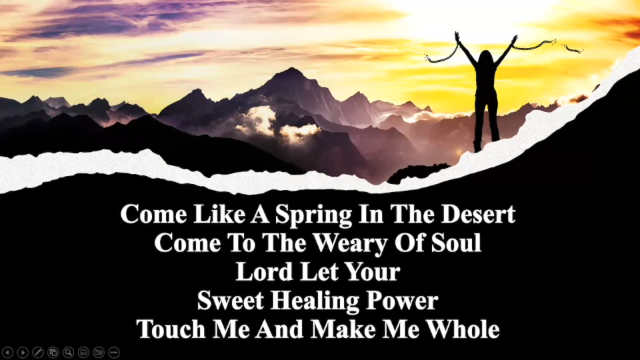 Come Like A Spring In The Desert
Come To The Weary Of Soul
Lord Let Your
Sweet Healing Power
Touch Me And Make Me Whole